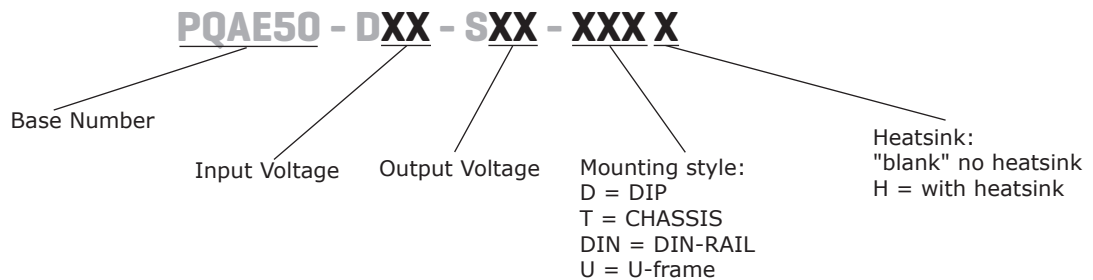 PQAE50 - DXX - SXX - XXX X
Base Number
Input Voltage
Output Voltage
Mounting style:
D = DIP
T = CHASSIS
DIN = DIN-RAIL
U = U-frame
Heatsink:
"blank" no heatsink
H = with heatsink